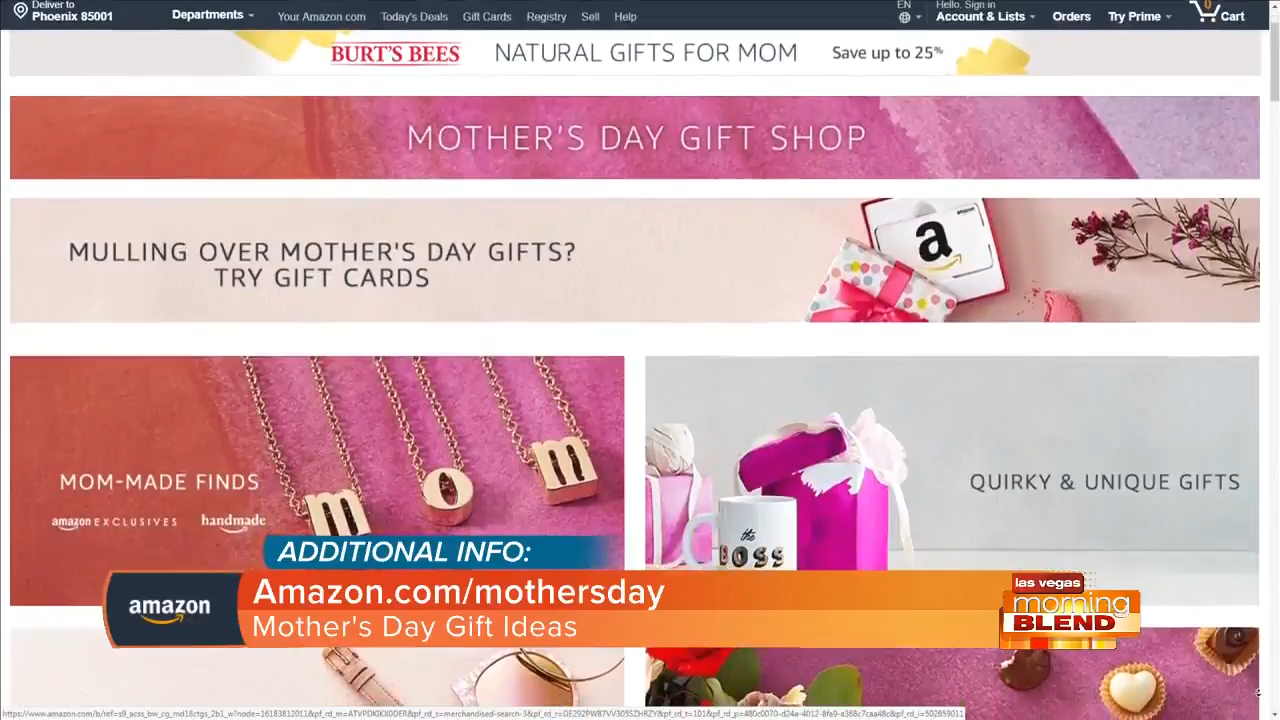 Deliver to
Phoenix 85001
Departments
Your Amazon.com
Today's Deals
Gift Cards
Registry
Sell
Help
EN
Hello. Sign in
Account & Lists
Orders
Try Prime
0
Cart
BURT'S BEES
NATURAL GIFTS FOR MOM
Save up to 25%
MOTHER'S DAY GIFT SHOP
MULLING OVER MOTHER'S DAY GIFTS?
TRY GIFT CARDS
amazon
a
MOM-MADE FINDS
amazon EXCLUSIVES
handmade
m o m
QUIRKY & UNIQUE GIFTS
the
BOSS
ADDITIONAL INFO:
amazon
Amazon.com/mothersday
Mother's Day Gift Ideas
las vegas
morning
BLEND